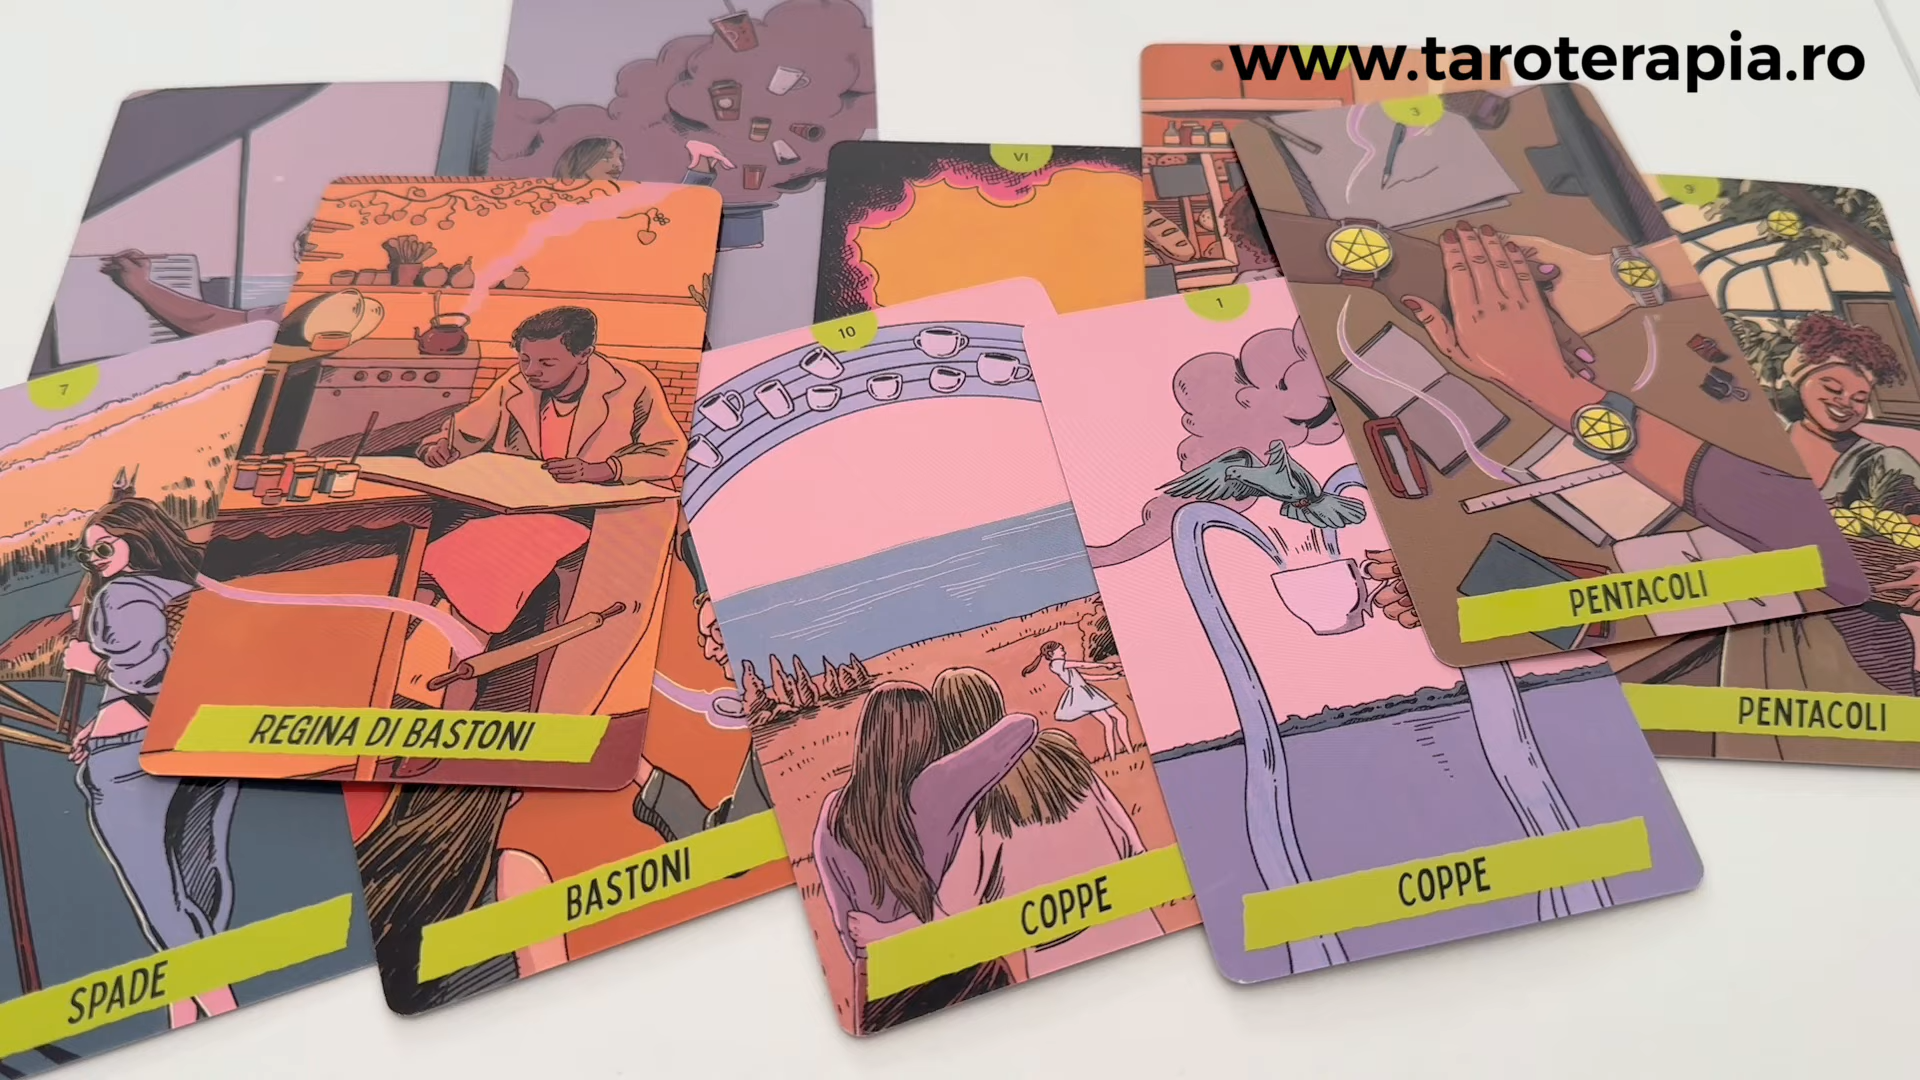 www.taroterapia.ro
VI
3
9
10
1
7
PENTACOLI
PENTACOLI
REGINA DI BASTONI
BASTONI
COPPE
COPPE
SPADE